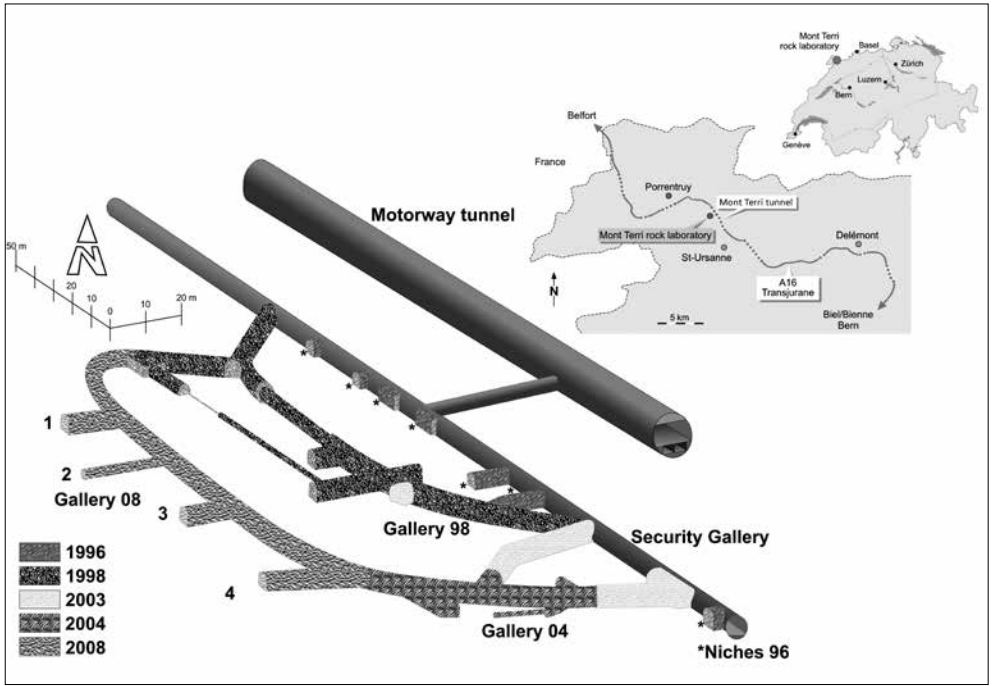 Mont Terri
rock laboratory
Basel
Zürich
Luzern
Bern
Genève
Belfort
France
Porrentruy
Mont Terri tunnel
Mont Terri rock laboratory
St-Ursanne
Delémont
A16
Transjurane
Biel/Bienne
Bern
N
5 km
Motorway tunnel
N
50 m
0
10
20 m
*
*
*
*
*
*
1
2
Gallery 08
3
4
Gallery 98
Security Gallery
Gallery 04
*
*Niches 96
1996
1998
2003
2004
2008